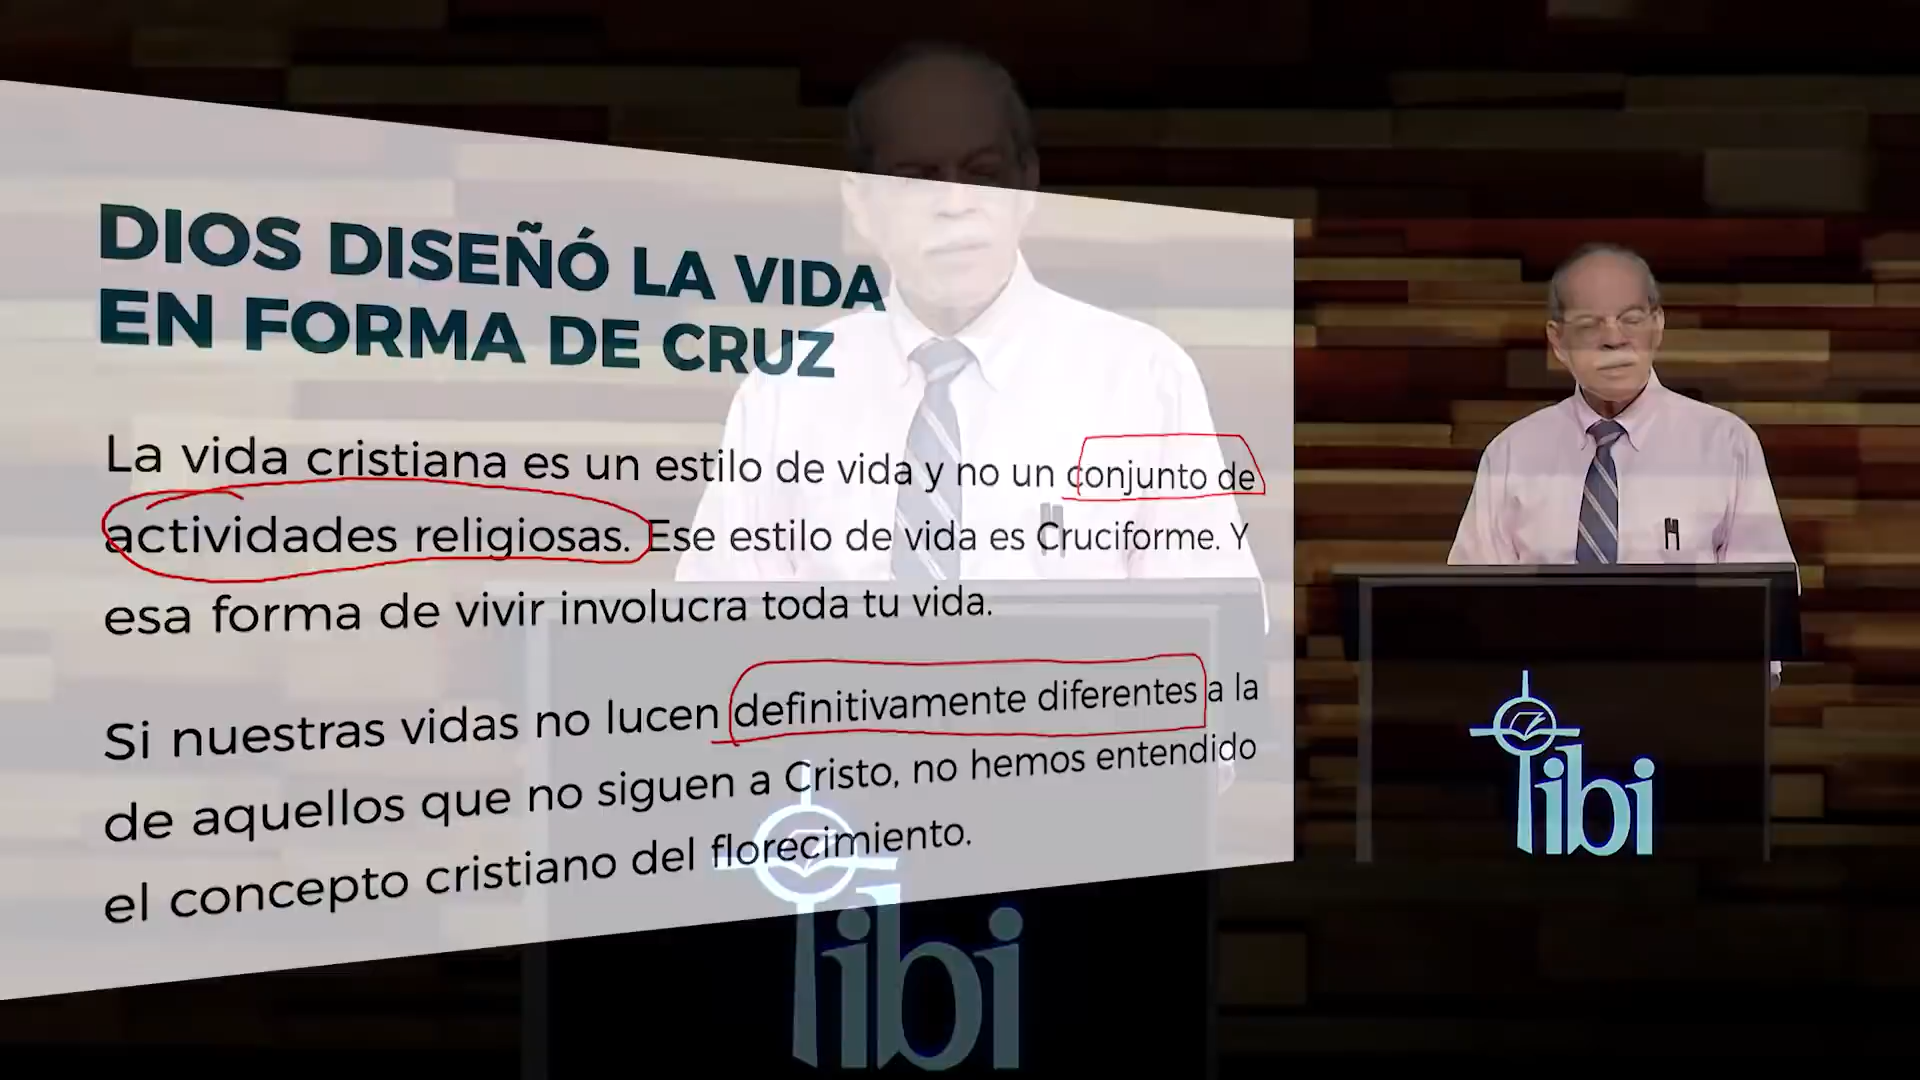 DIOS DISEÑÓ LA VIDA
EN FORMA DE CRUZ
La vida cristiana es un estilo de vida y no un conjunto de
actividades religiosas. Ese estilo de vida es Cruciforme. Y
esa forma de vivir involucra toda tu vida.
Si nuestras vidas no lucen definitivamente diferentes a la
de aquellos que no siguen a Cristo, no hemos entendido
el concepto cristiano del florecimiento.
ibi
ibi